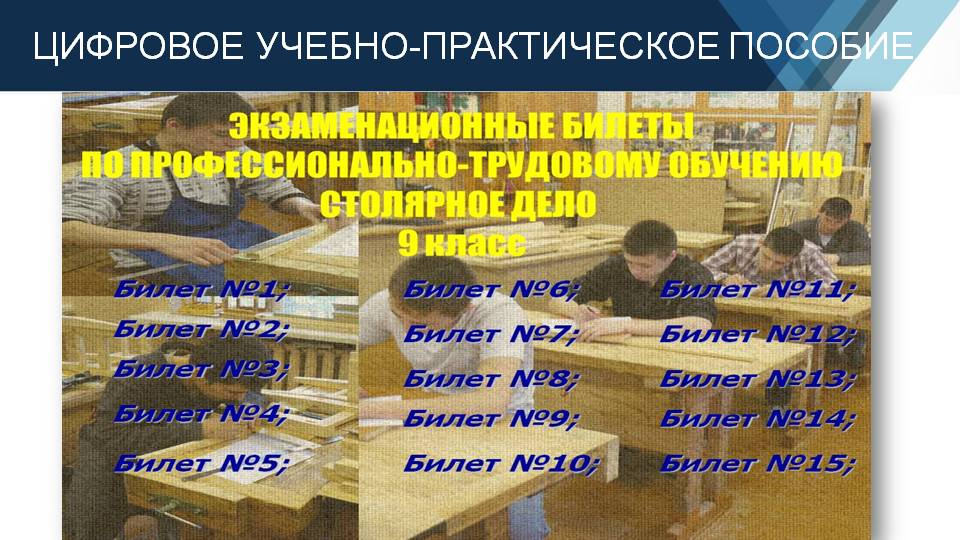 ЦИФРОВОЕ УЧЕБНО-ПРАКТИЧЕСКОЕ ПОСОБИЕ
ЭКЗАМЕНАЦИОННЫЕ БИЛЕТЫ
ПО ПРОФЕССИОНАЛЬНО-ТРУДОВОМУ ОБУЧЕНИЮ
СТОЛЯРНОЕ ДЕЛО
9 класс
Билет №1;
Билет №2;
Билет №3;
Билет №4;
Билет №5;
Билет №6;
Билет №7;
Билет №8;
Билет №9;
Билет №10;
Билет №11;
Билет №12;
Билет №13;
Билет №14;
Билет №15;